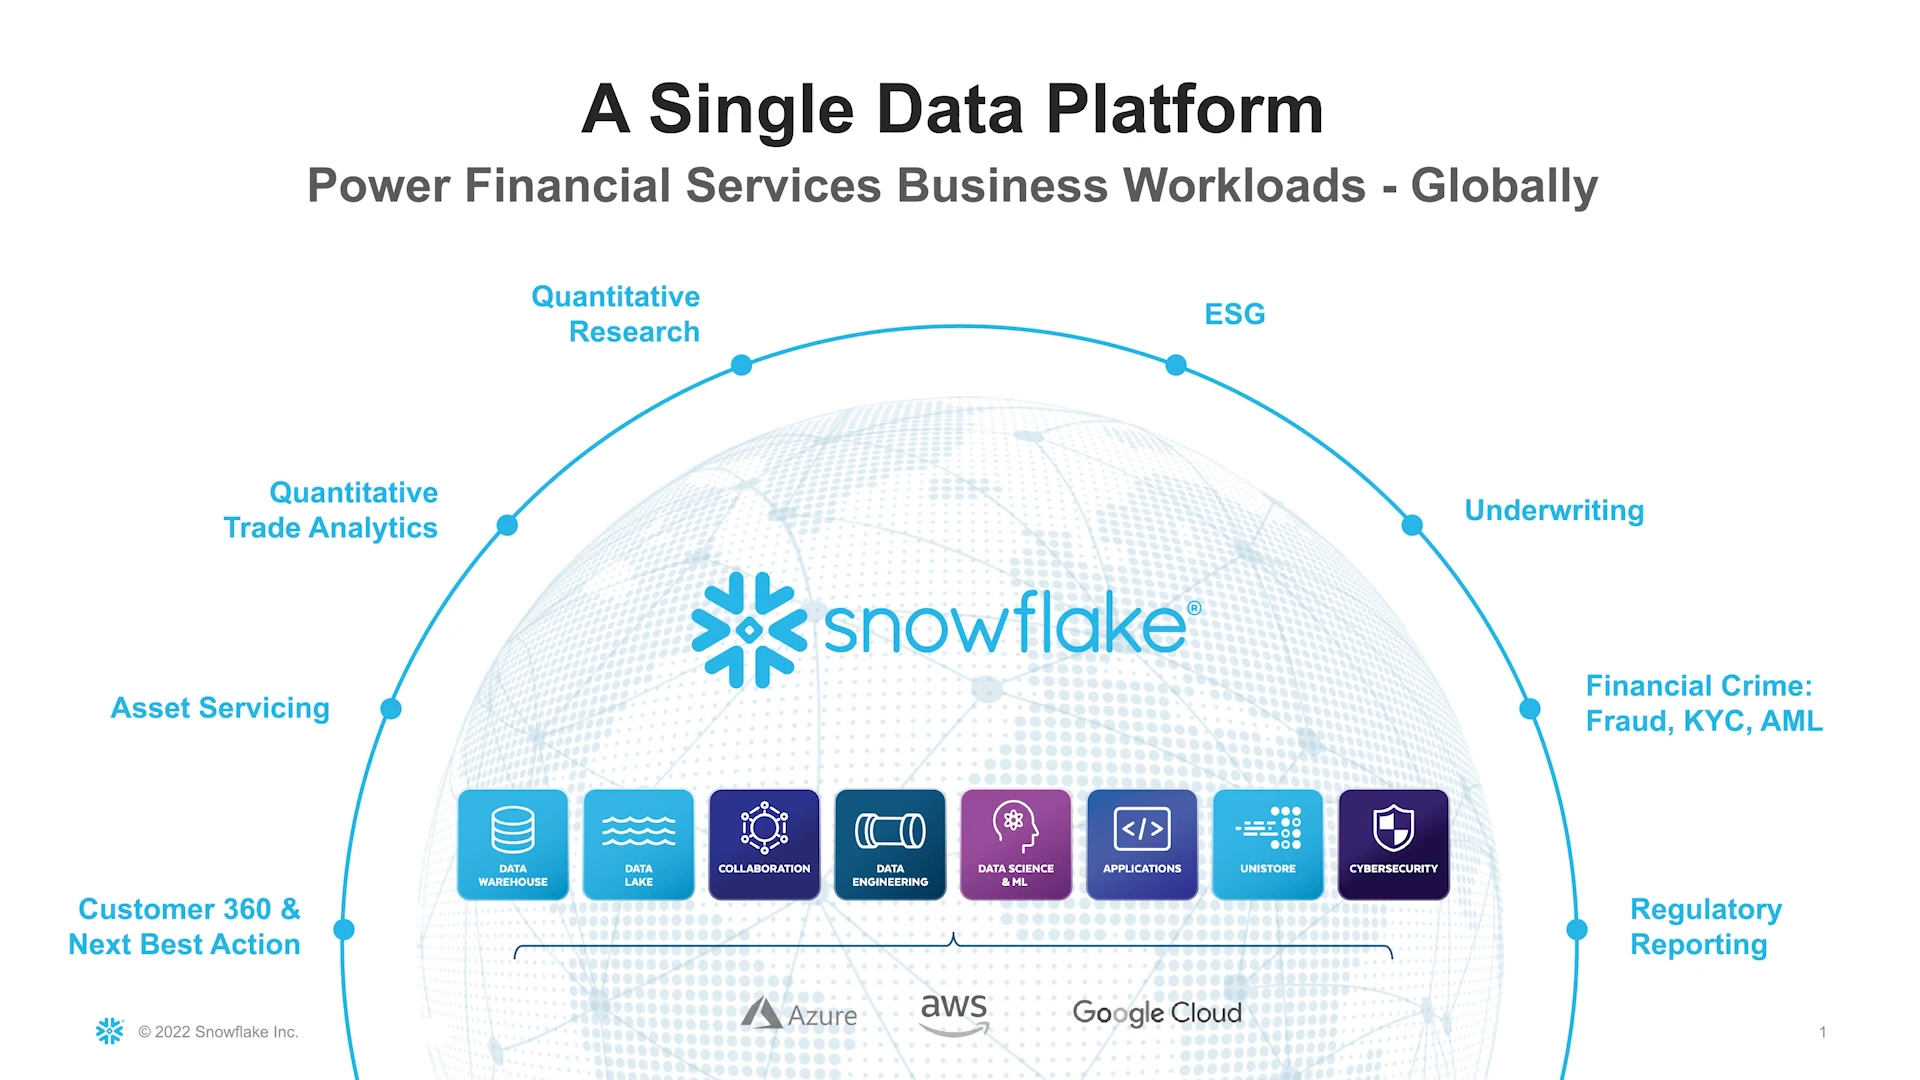 A Single Data Platform
Power Financial Services Business Workloads - Globally
Quantitative
Research
ESG
Quantitative
Trade Analytics
Underwriting
snowflake®
Asset Servicing
Financial Crime:
Fraud, KYC, AML
DATA
WAREHOUSE
DATA
LAKE
COLLABORATION
DATA
ENGINEERING
DATA SCIENCE
& ML
APPLICATIONS
UNISTORE
CYBERSECURITY
Customer 360 &
Next Best Action
Regulatory
Reporting
Azure
aws
Google Cloud
© 2022 Snowflake Inc.
1